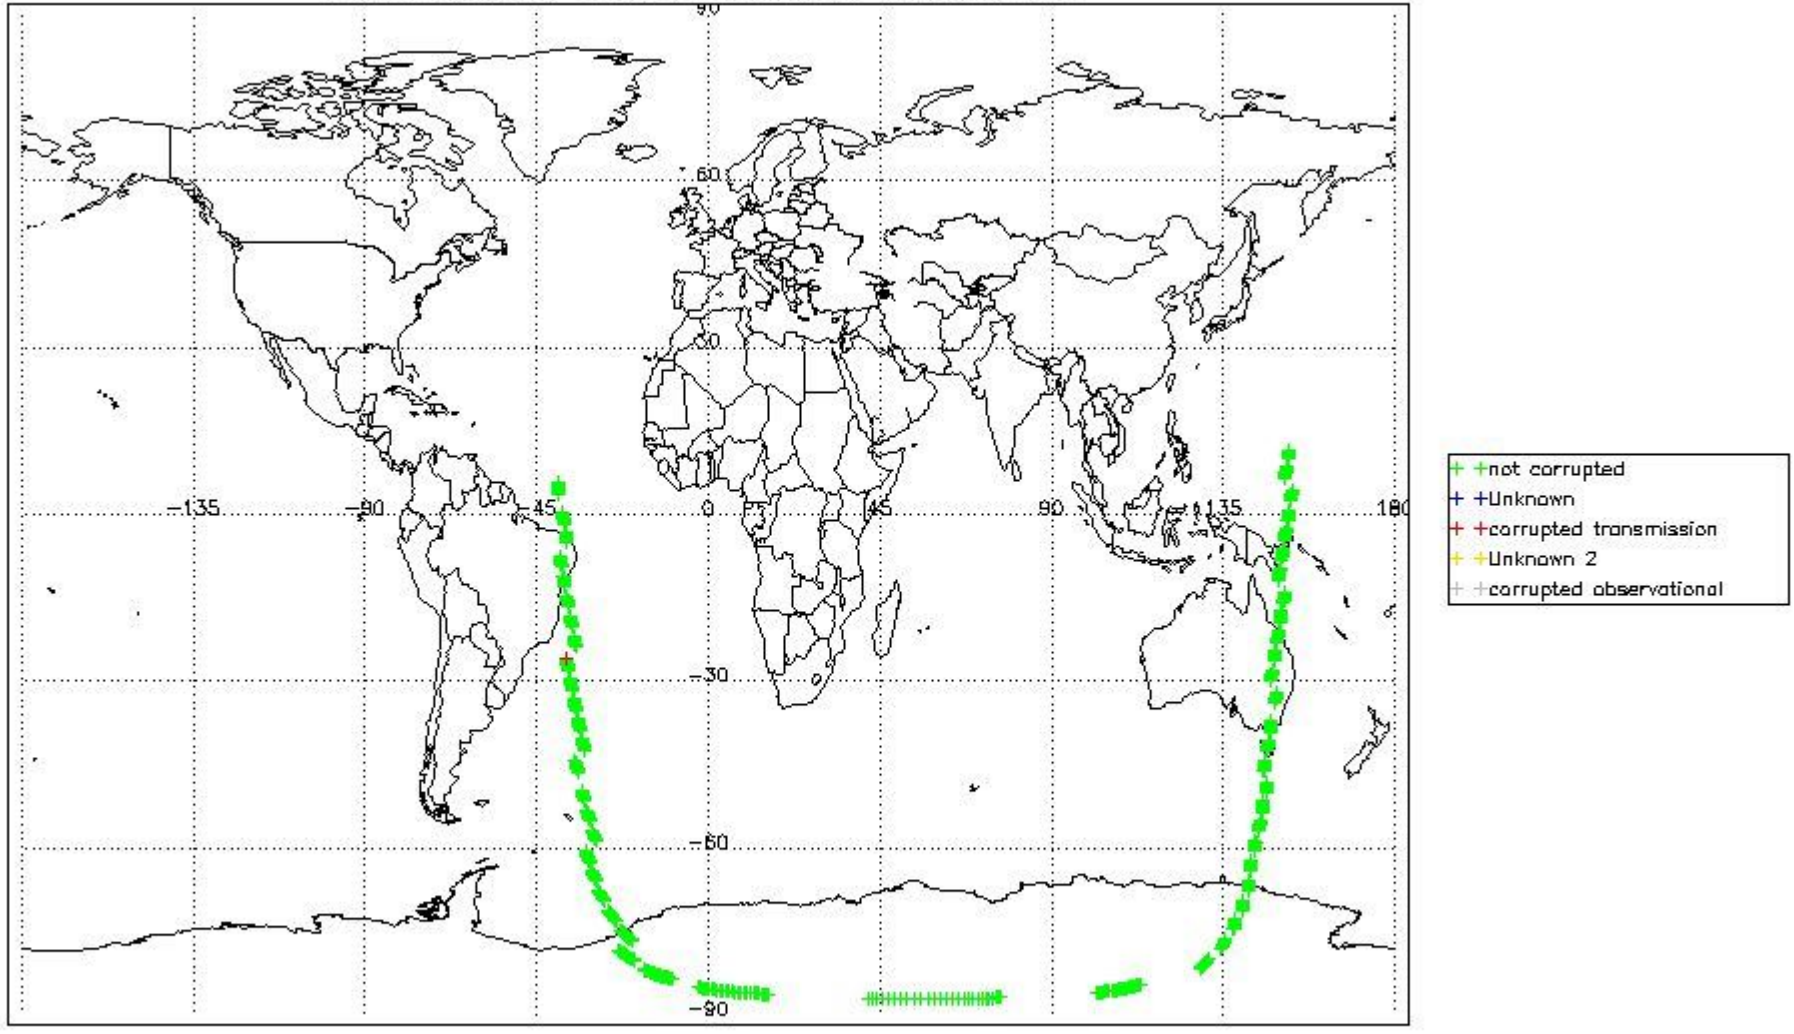 90
60
30
-135
-90
-45
0
45
90
135
180
-30
-60
-90
not corrupted
Unknown
corrupted transmission
Unknown 2
corrupted observational